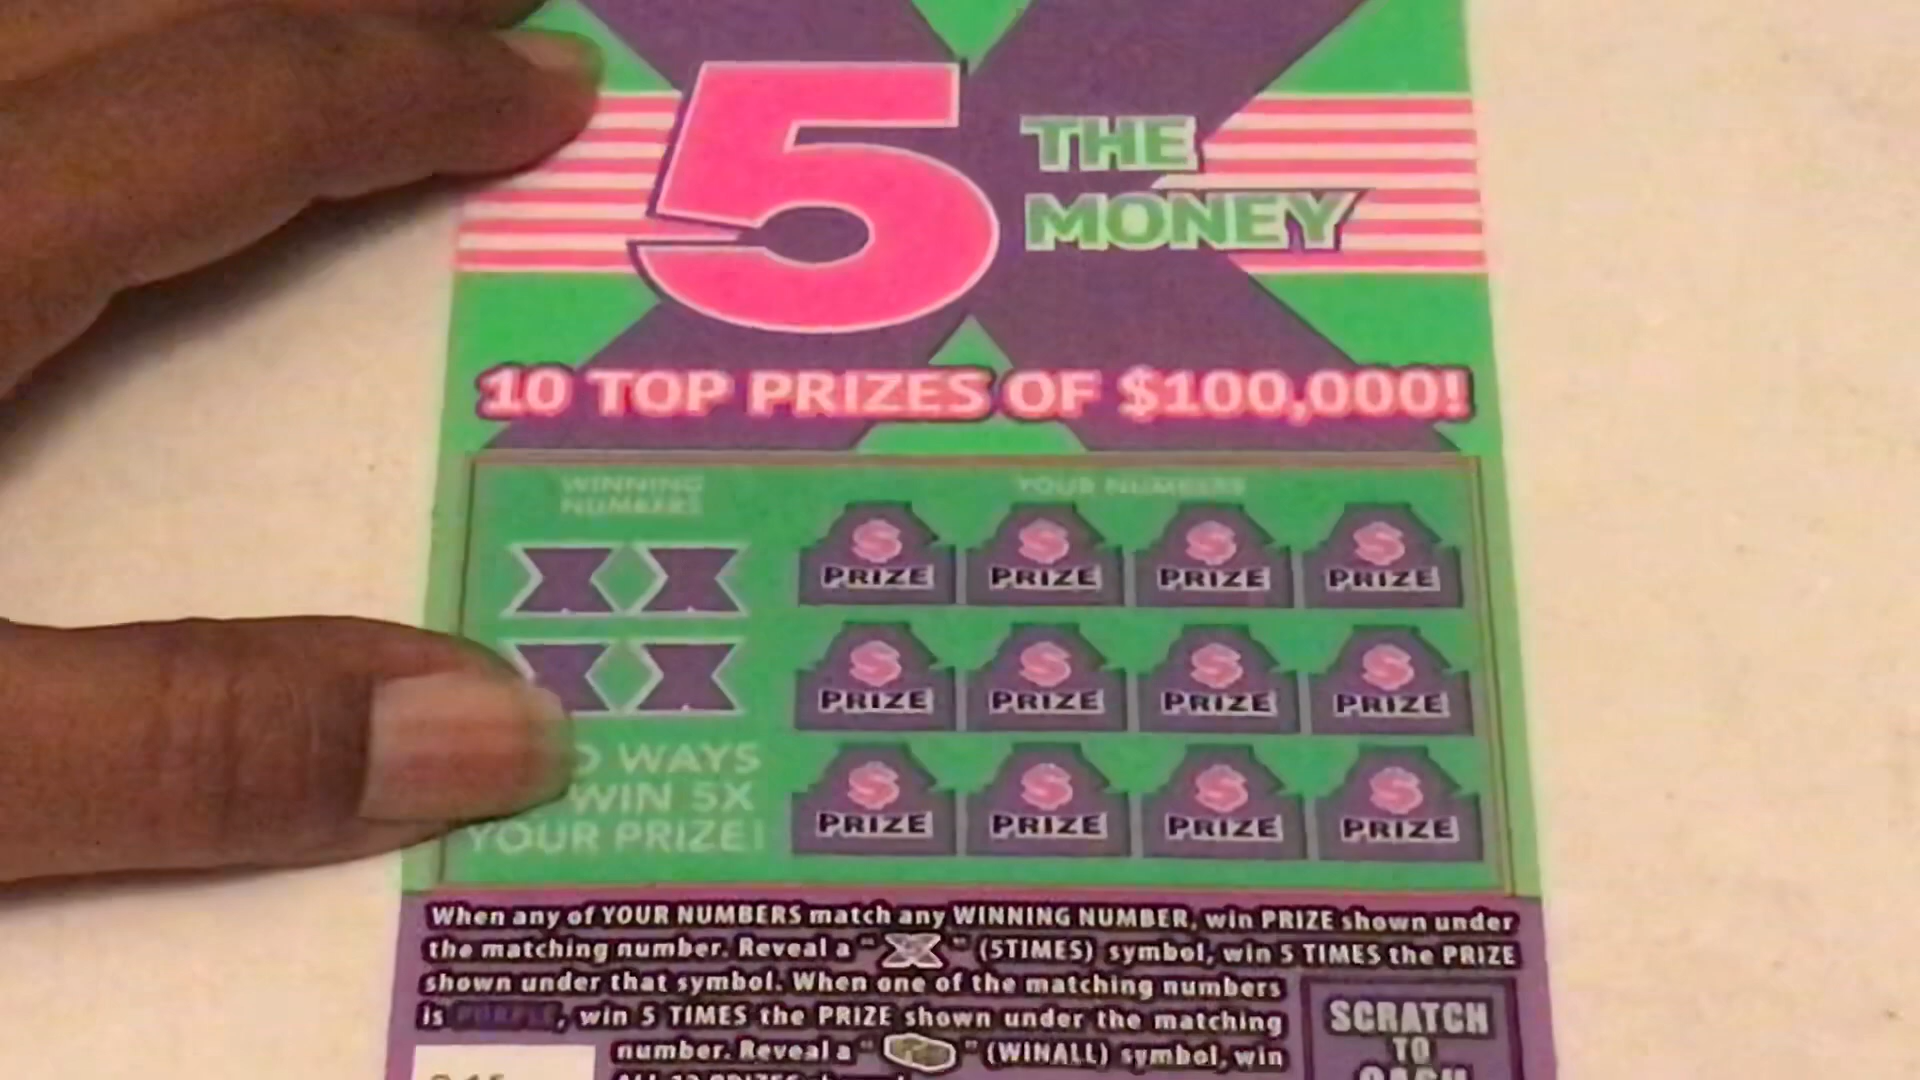 5 THE
MONEY
10 TOP PRIZES OF $100,000!
WINNING
NUMBERS
YOUR NUMBERS
$ $ $ $
PRIZE PRIZE PRIZE PRIZE
$ $ $ $
PRIZE PRIZE PRIZE PRIZE
WAYS
WIN 5X
YOUR PRIZE!
$ $ $ $
PRIZE PRIZE PRIZE PRIZE
When any of YOUR NUMBERS match any WINNING NUMBER, win PRIZE shown under
the matching number. Reveal a " " (5TIMES) symbol, win 5 TIMES the PRIZE
shown under that symbol. When one of the matching numbers
is PURPLE, win 5 TIMES the PRIZE shown under the matching
number. Reveal a " " (WINALL) symbol, win
SCRATCH
TO
CASH